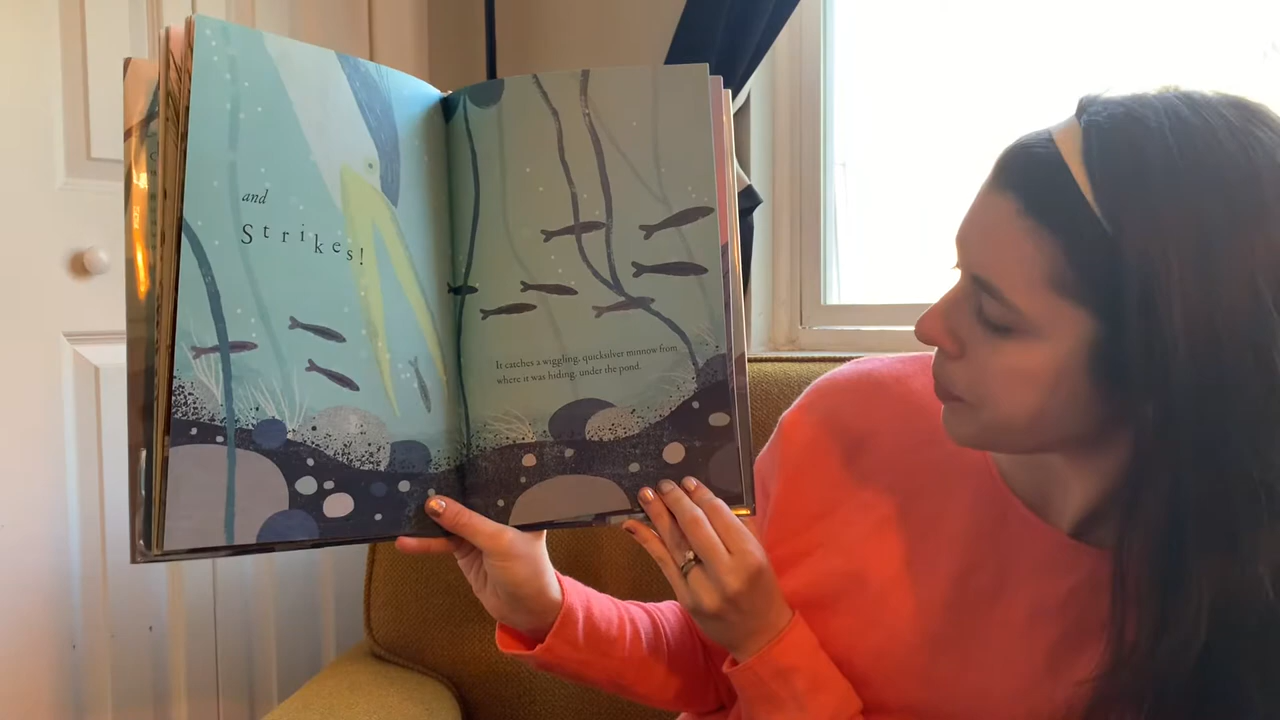 and
Strikes!
It catches a wiggling, quicksilver minnow from
where it was hiding, under the pond.